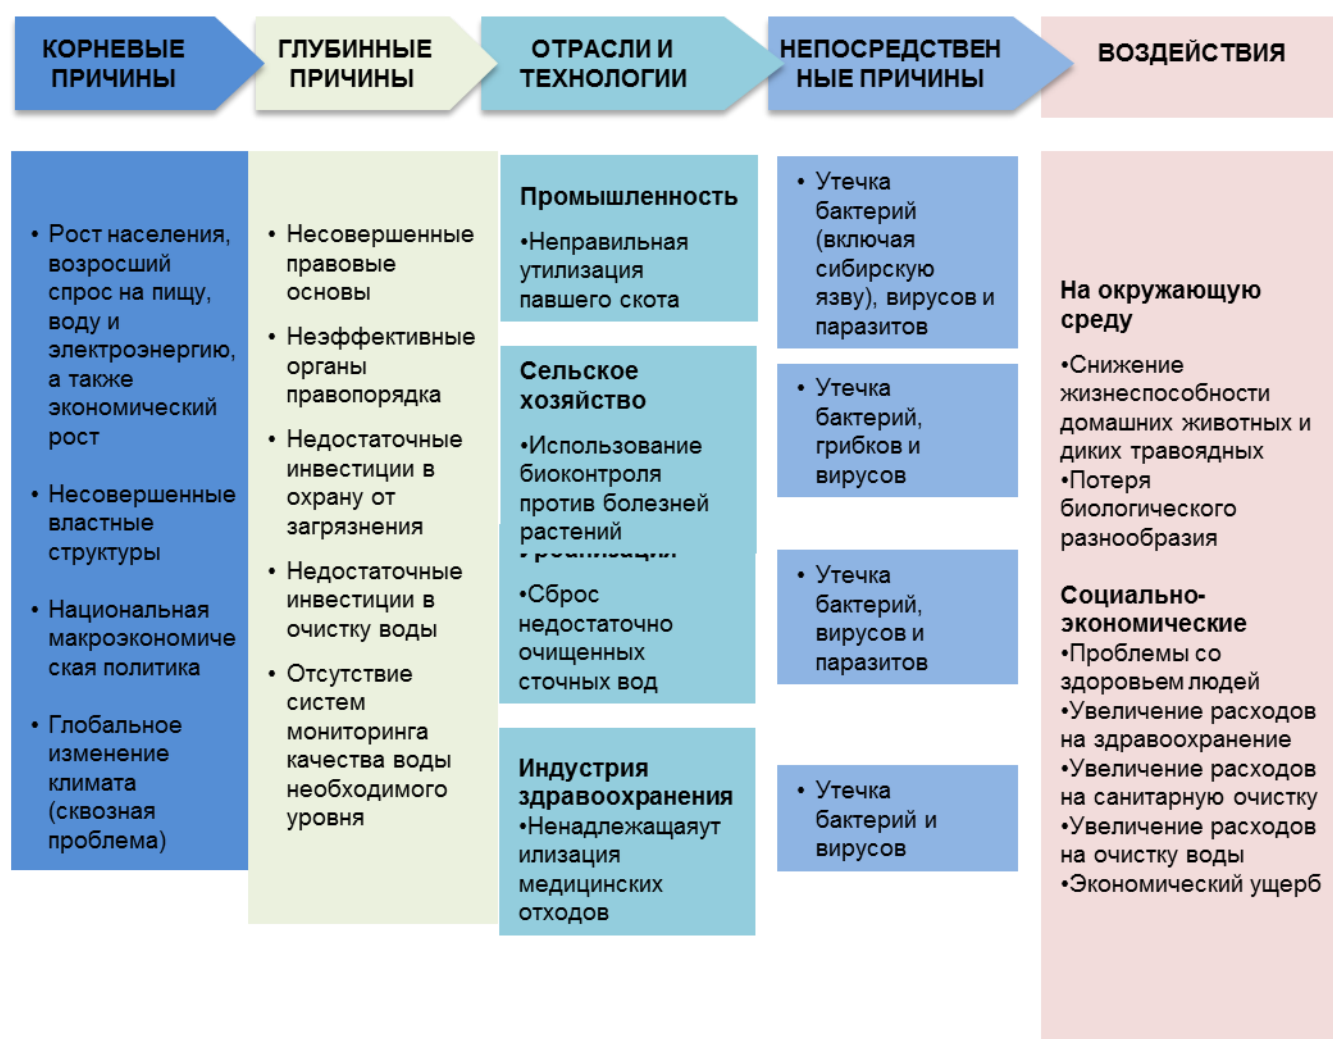 КОРНЕВЫЕ
ПРИЧИНЫ
ГЛУБИННЫЕ
ПРИЧИНЫ
ОТРАСЛИ И
ТЕХНОЛОГИИ
НЕПОСРЕДСТВЕН
НЫЕ ПРИЧИНЫ
ВОЗДЕЙСТВИЯ
• Рост населения,
возросший
спрос на пищу,
воду и
электроэнергию,
а также
экономический
рост
• Несовершенные
властные
структуры
• Национальная
макроэкономиче
ская политика
• Глобальное
изменение
климата
(сквозная
проблема)
• Несовершенные
правовые
основы
• Неэффективные
органы
правопорядка
• Недостаточные
инвестиции в
охрану от
загрязнения
• Недостаточные
инвестиции в
очистку воды
• Отсутствие
систем
мониторинга
качества воды
необходимого
уровня
Промышленность
•Неправильная
утилизация
павшего скота
Сельское
хозяйство
•Использование
биоконтроля
против болезней
растений
Урбанизация
•Сброс
недостаточно
очищенных
сточных вод
Индустрия
здравоохранения
•Ненадлежащаяут
илизация
медицинских
отходов
• Утечка
бактерий
(включая
сибирскую
язву), вирусов и
паразитов
• Утечка
бактерий,
грибков и
вирусов
• Утечка
бактерий,
вирусов и
паразитов
• Утечка
бактерий и
вирусов
На окружающую
среду
•Снижение
жизнеспособности
домашних животных и
диких травоядных
•Потеря
биологического
разнообразия
Социально-
экономические
•Проблемы со
здоровьем людей
•Увеличение расходов
на здравоохранение
•Увеличение расходов
на санитарную очистку
•Увеличение расходов
на очистку воды
•Экономический ущерб